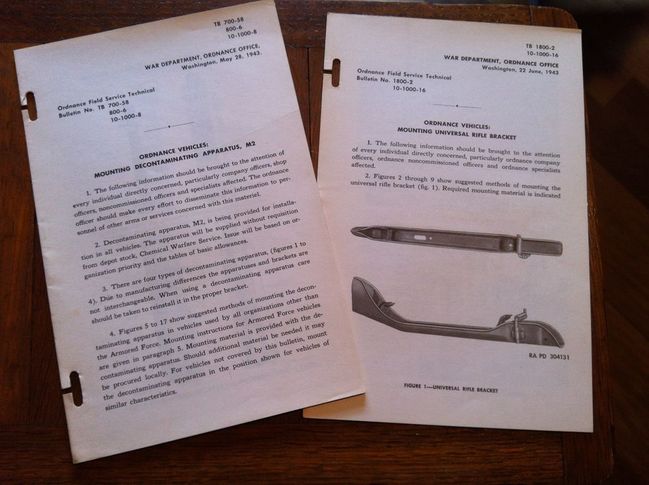 TB 700-58
800-6
10-1000-8
WAR DEPARTMENT, ORDNANCE OFFICE,
Washington, May 28, 1943.
Ordnance Field Service Technical
Bulletin No. TB 700-58
800-6
10-1000-8
ORDNANCE VEHICLES:
MOUNTING DECONTAMINATING APPARATUS, M2
1. The following information should be brought to the attention of
every individual directly concerned, particularly company officers, shop
officers, noncommissioned officers and specialists affected. The ordnance
officer should make every effort to disseminate this information to per-
sonnel of other arms or services concerned with this materiel.
2. Decontaminating apparatus, M2, is being provided for installa-
tion in all vehicles. The apparatus will be supplied without requisition
from depot stock, Chemical Warfare Service. Issue will be based on or-
ganization priority and the tables of basic allowances.
3. There are four types of decontaminating apparatus, (figures 1 to
4). Due to manufacturing differences the apparatuses and brackets are
not interchangeable. When using a decontaminating apparatus care
should be taken to reinstall it in the proper bracket.
4. Figures 5 to 17 show suggested methods of mounting the decon-
taminating apparatus in vehicles used by all organizations other than
the Armored Force. Mounting instructions for Armored Force vehicles
are given in paragraph 5. Mounting material is provided with the de-
contaminating apparatus. Should additional material be needed it may
be procured locally. For vehicles not covered by this bulletin, mount
the decontaminating apparatus in the position shown for vehicles of
similar characteristics.
TB 1800-2
10-1000-16
WAR DEPARTMENT, ORDNANCE OFFICE
Washington, 22 June, 1943
Ordnance Field Service Technical
Bulletin No. 1800-2
10-1000-16
ORDNANCE VEHICLES:
MOUNTING UNIVERSAL RIFLE BRACKET
1. The following information should be brought to the attention
of every individual directly concerned, particularly ordnance company
officers, ordnance noncommissioned officers and ordnance specialists
affected.
2. Figures 2 through 9 show suggested methods of mounting the
universal rifle bracket (fig. 1). Required mounting material is indicated
RA PD 304131
FIGURE 1—UNIVERSAL RIFLE BRACKET